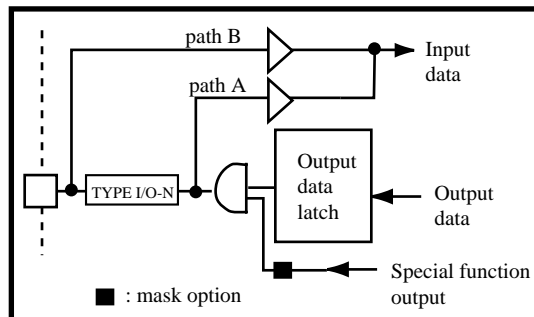 path B
Input
data
path A
Output
data
latch
TYPE I/O-N
Output
data
Special function
output
: mask option